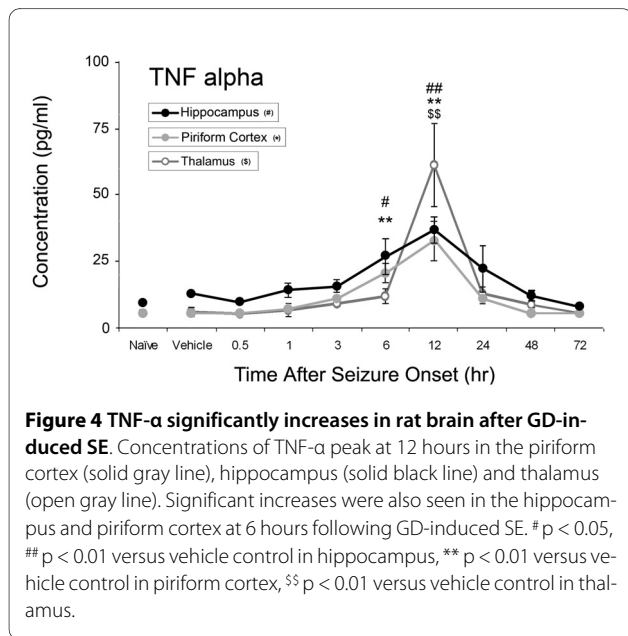 100
TNF alpha
Hippocampus (#)
Piriform Cortex (*)
Thalamus ($)
##
**
$$
75
50
#
**
25
0
Concentration (pg/ml)
Naïve Vehicle 0.5 1 3 6 12 24 48 72
Time After Seizure Onset (hr)
Figure 4 TNF-α significantly increases in rat brain after GD-in-
duced SE. Concentrations of TNF-α peak at 12 hours in the piriform
cortex (solid gray line), hippocampus (solid black line) and thalamus
(open gray line). Significant increases were also seen in the hippocam-
pus and piriform cortex at 6 hours following GD-induced SE. # p < 0.05,
## p < 0.01 versus vehicle control in hippocampus, ** p < 0.01 versus ve-
hicle control in piriform cortex, $$ p < 0.01 versus vehicle control in thal-
amus.